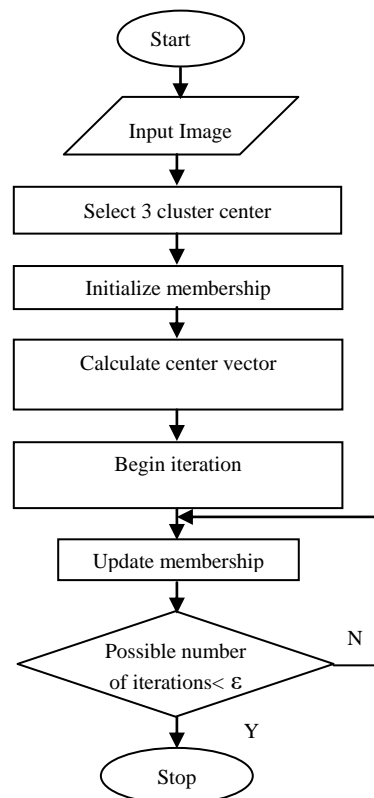 Start
Input Image
Select 3 cluster center
Initialize membership
Calculate center vector
Begin iteration
Update membership
Possible number
of iterations< ε
N
Y
Stop